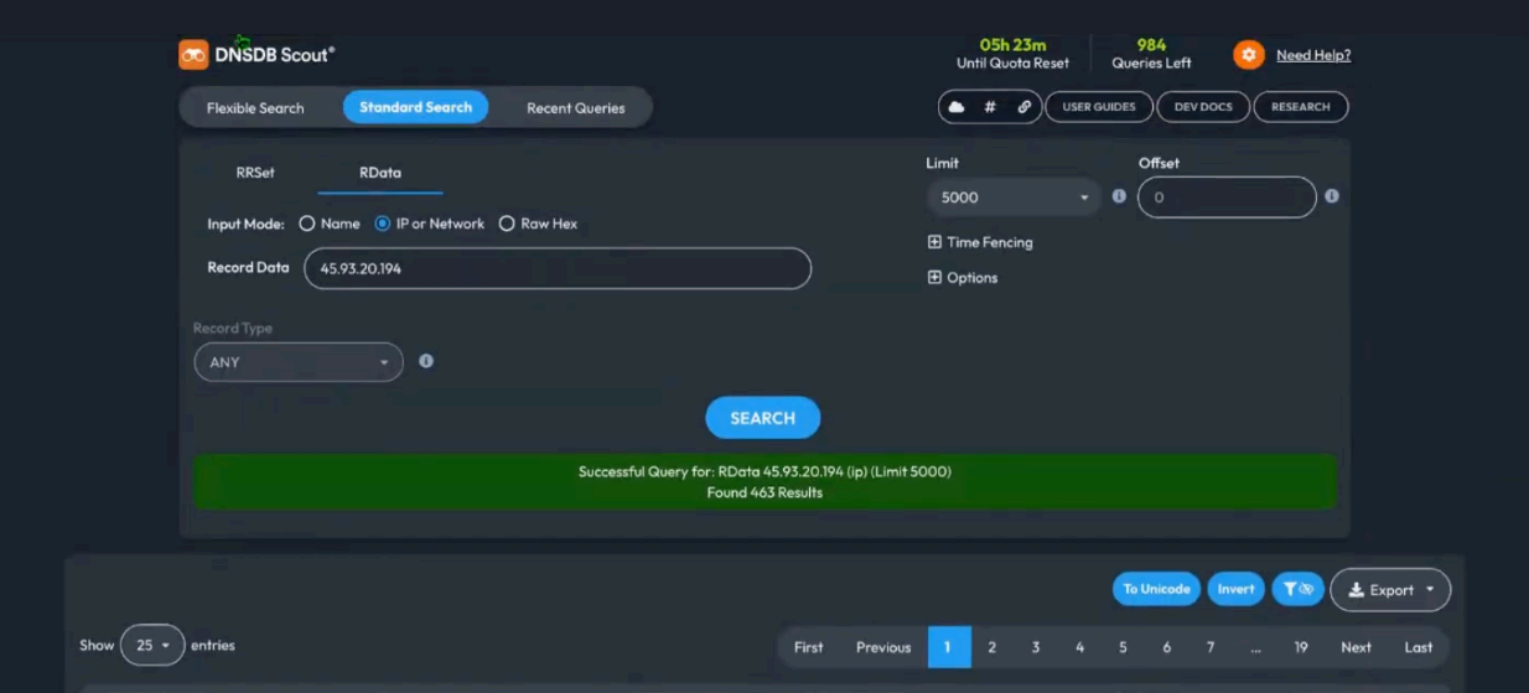 DNSDB Scout®
05h 23m
Until Quota Reset
984
Queries Left
Need Help?
Flexible Search
Standard Search
Recent Queries
#
USER GUIDES
DEV DOCS
RESEARCH
RRSet
RData
Limit
Offset
5000
0
Input Mode: Name IP or Network Raw Hex
Record Data 45.93.20.194
Time Fencing
Options
Record Type
ANY
SEARCH
Successful Query for: RData 45.93.20.194 (ip) (Limit 5000)
Found 463 Results
To Unicode
Invert
Export
Show 25 entries
First Previous 1 2 3 4 5 6 7 ... 19 Next Last